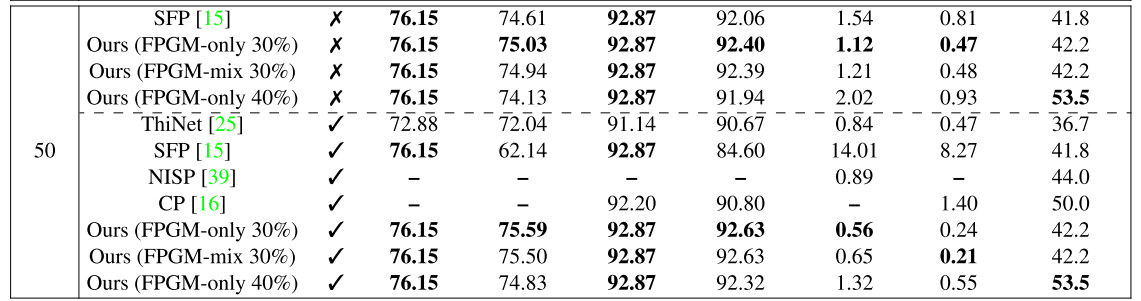 SFP [15] ✗ 76.15 74.61 92.87 92.06 1.54 0.81 41.8
Ours (FPGM-only 30%) ✗ 76.15 75.03 92.87 92.40 1.12 0.47 42.2
Ours (FPGM-mix 30%) ✗ 76.15 74.94 92.87 92.39 1.21 0.48 42.2
Ours (FPGM-only 40%) ✗ 76.15 74.13 92.87 91.94 2.02 0.93 53.5
ThiNet [25] ✓ 72.88 72.04 91.14 90.67 0.84 0.47 36.7
50 SFP [15] ✓ 76.15 62.14 92.87 84.60 14.01 8.27 41.8
NISP [39] ✓ – – – – 0.89 – 44.0
CP [16] ✓ – – 92.20 90.80 – 1.40 50.0
Ours (FPGM-only 30%) ✓ 76.15 75.59 92.87 92.63 0.56 0.24 42.2
Ours (FPGM-mix 30%) ✓ 76.15 75.50 92.87 92.63 0.65 0.21 42.2
Ours (FPGM-only 40%) ✓ 76.15 74.83 92.87 92.32 1.32 0.55 53.5